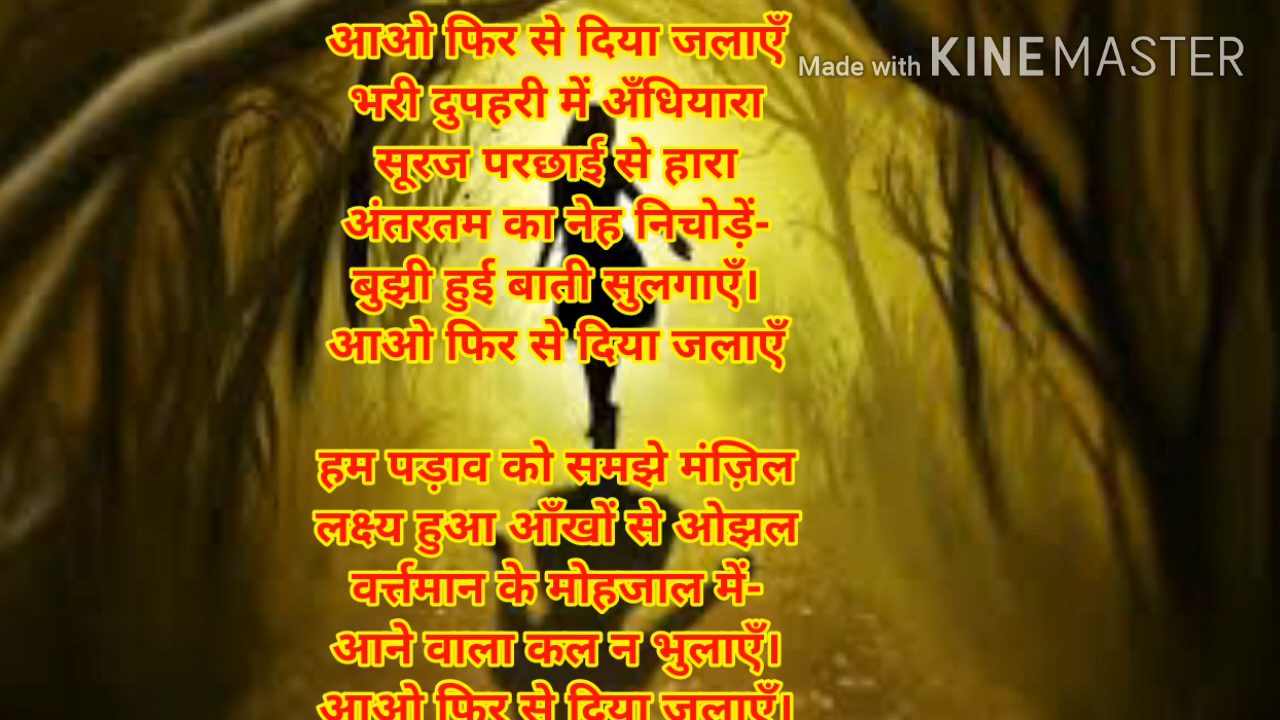 आओ फिर से दिया जलाएँ
Made with KINEMASTER
भरी दुपहरी में अँधियारा
सूरज परछाई से हारा
अंतरतम का नेह निचोड़ें-
बुझी हुई बाती सुलगाएँ।
आओ फिर से दिया जलाएँ
हम पड़ाव को समझे मंज़िल
लक्ष्य हुआ आँखों से ओझल
वर्त्तमान के मोहजाल में-
आने वाला कल न भुलाएँ।
आओ फिर से दिया जलाएँ।